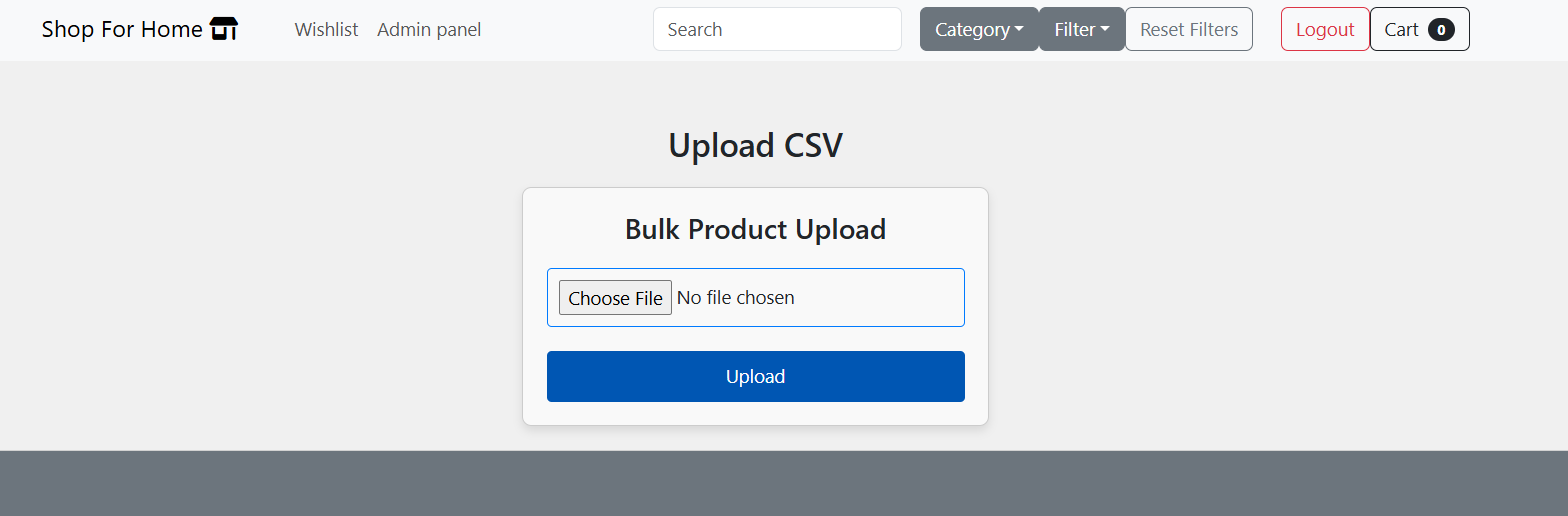 Shop For Home Wishlist Admin panel Search Category Filter Reset Filters Logout Cart 0
Upload CSV
Bulk Product Upload
Choose File No file chosen
Upload